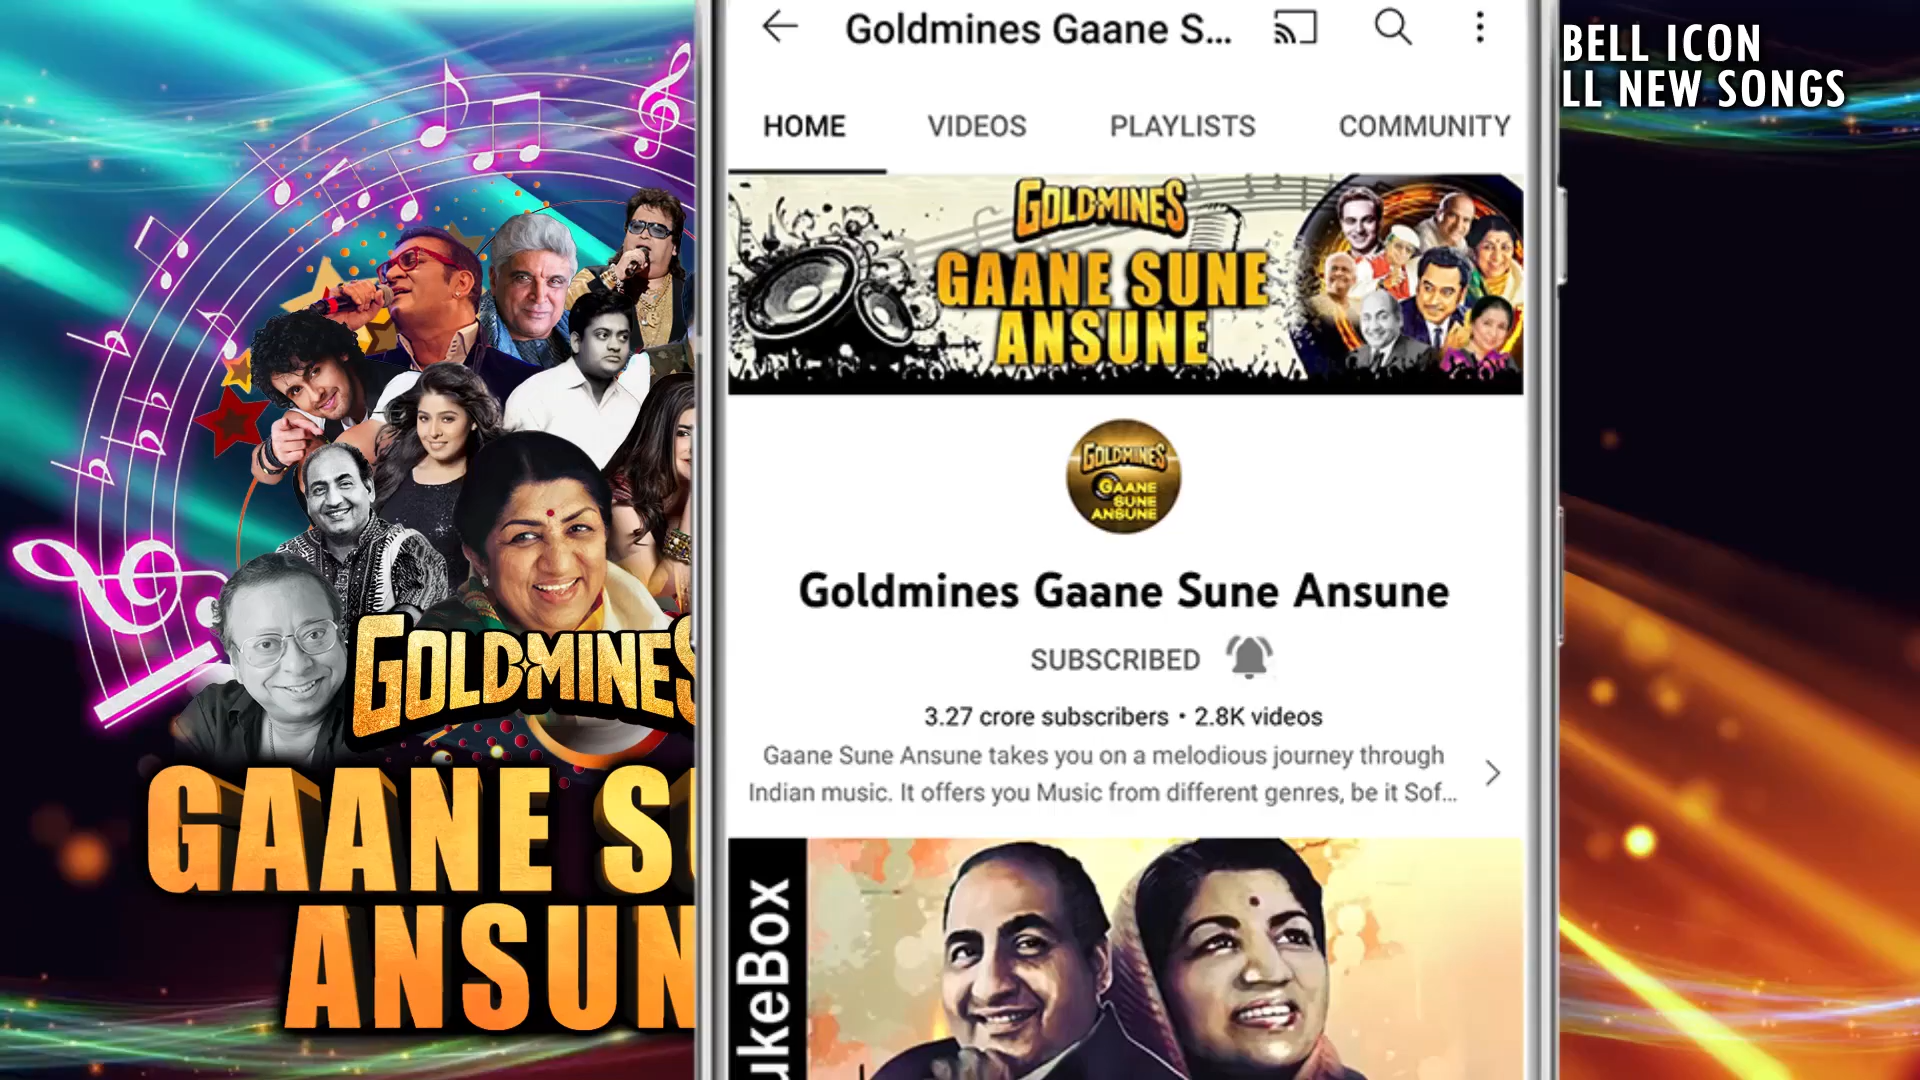 BELL ICON
LL NEW SONGS
Goldmines Gaane S...
HOME VIDEOS PLAYLISTS COMMUNITY
GOLDMINES
GAANE SUNE
ANSUNE
GOLDMINES
GAANE
SUNE
ANSUNE
Goldmines Gaane Sune Ansune
SUBSCRIBED
3.27 crore subscribers • 2.8K videos
Gaane Sune Ansune takes you on a melodious journey through
Indian music. It offers you Music from different genres, be it Sof...
ukeBox
GOLDMINES
GAANE S
ANSUN